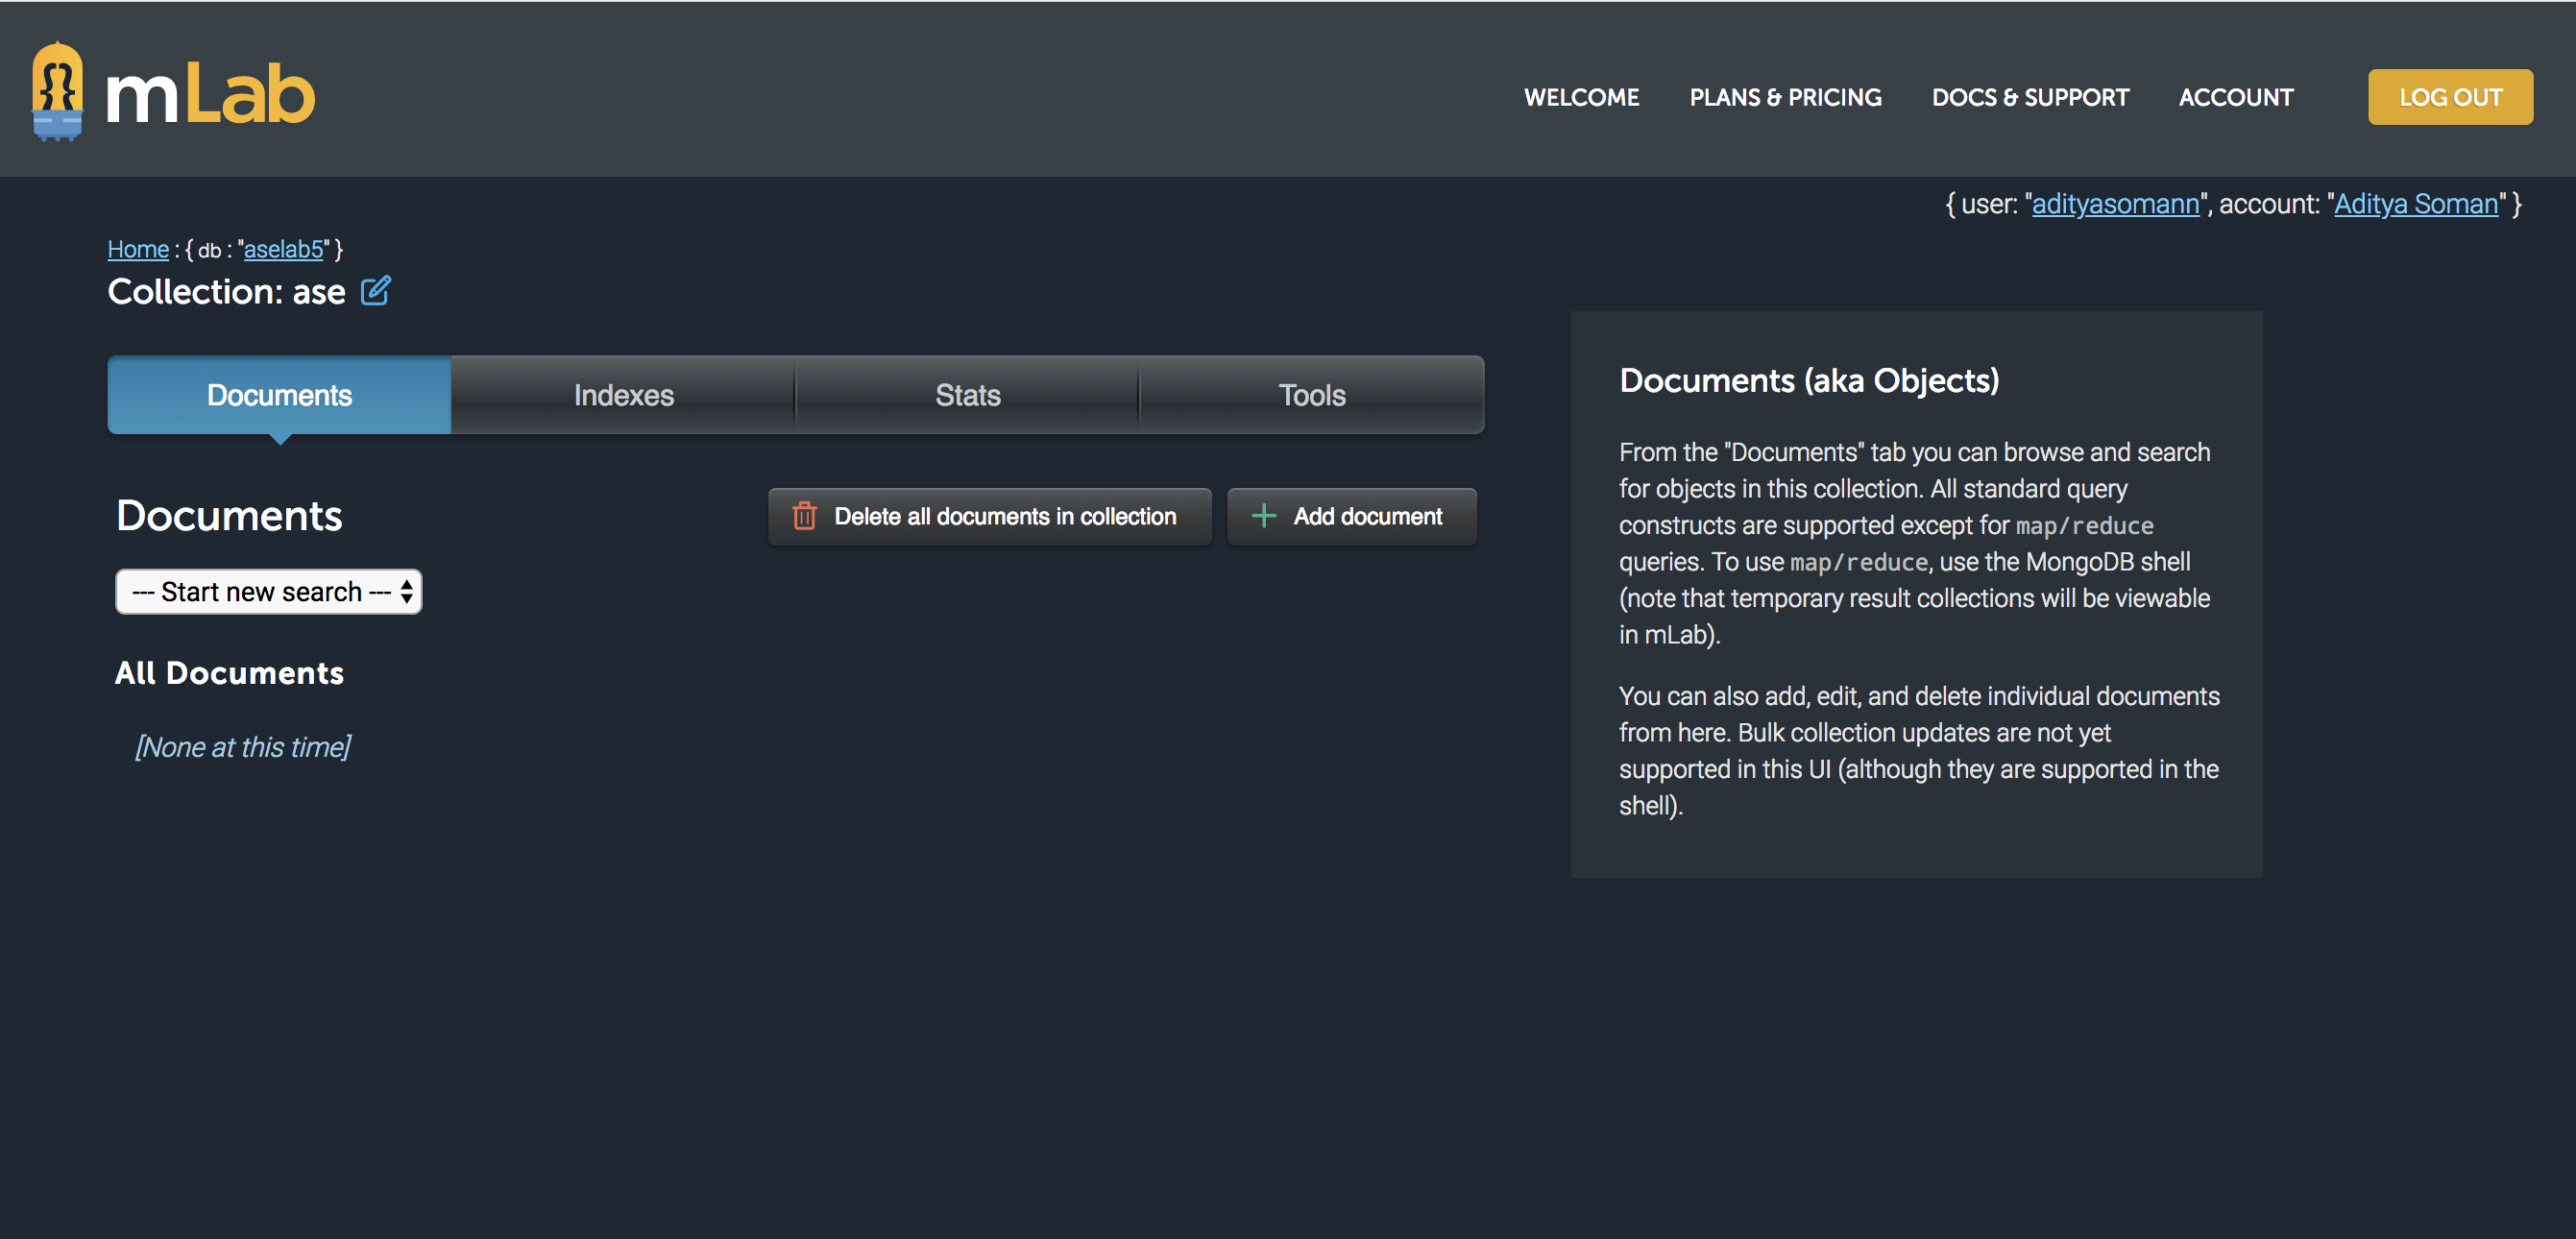 mLab
WELCOME PLANS & PRICING DOCS & SUPPORT ACCOUNT LOG OUT
{ user: "adityasomann", account: "Aditya Soman" }
Home : { db : "aselab5" }
Collection: ase
Documents Indexes Stats Tools
Documents
Delete all documents in collection
Add document
--- Start new search ---
All Documents
[None at this time]
Documents (aka Objects)
From the "Documents" tab you can browse and search
for objects in this collection. All standard query
constructs are supported except for map/reduce
queries. To use map/reduce, use the MongoDB shell
(note that temporary result collections will be viewable
in mLab).
You can also add, edit, and delete individual documents
from here. Bulk collection updates are not yet
supported in this UI (although they are supported in the
shell).